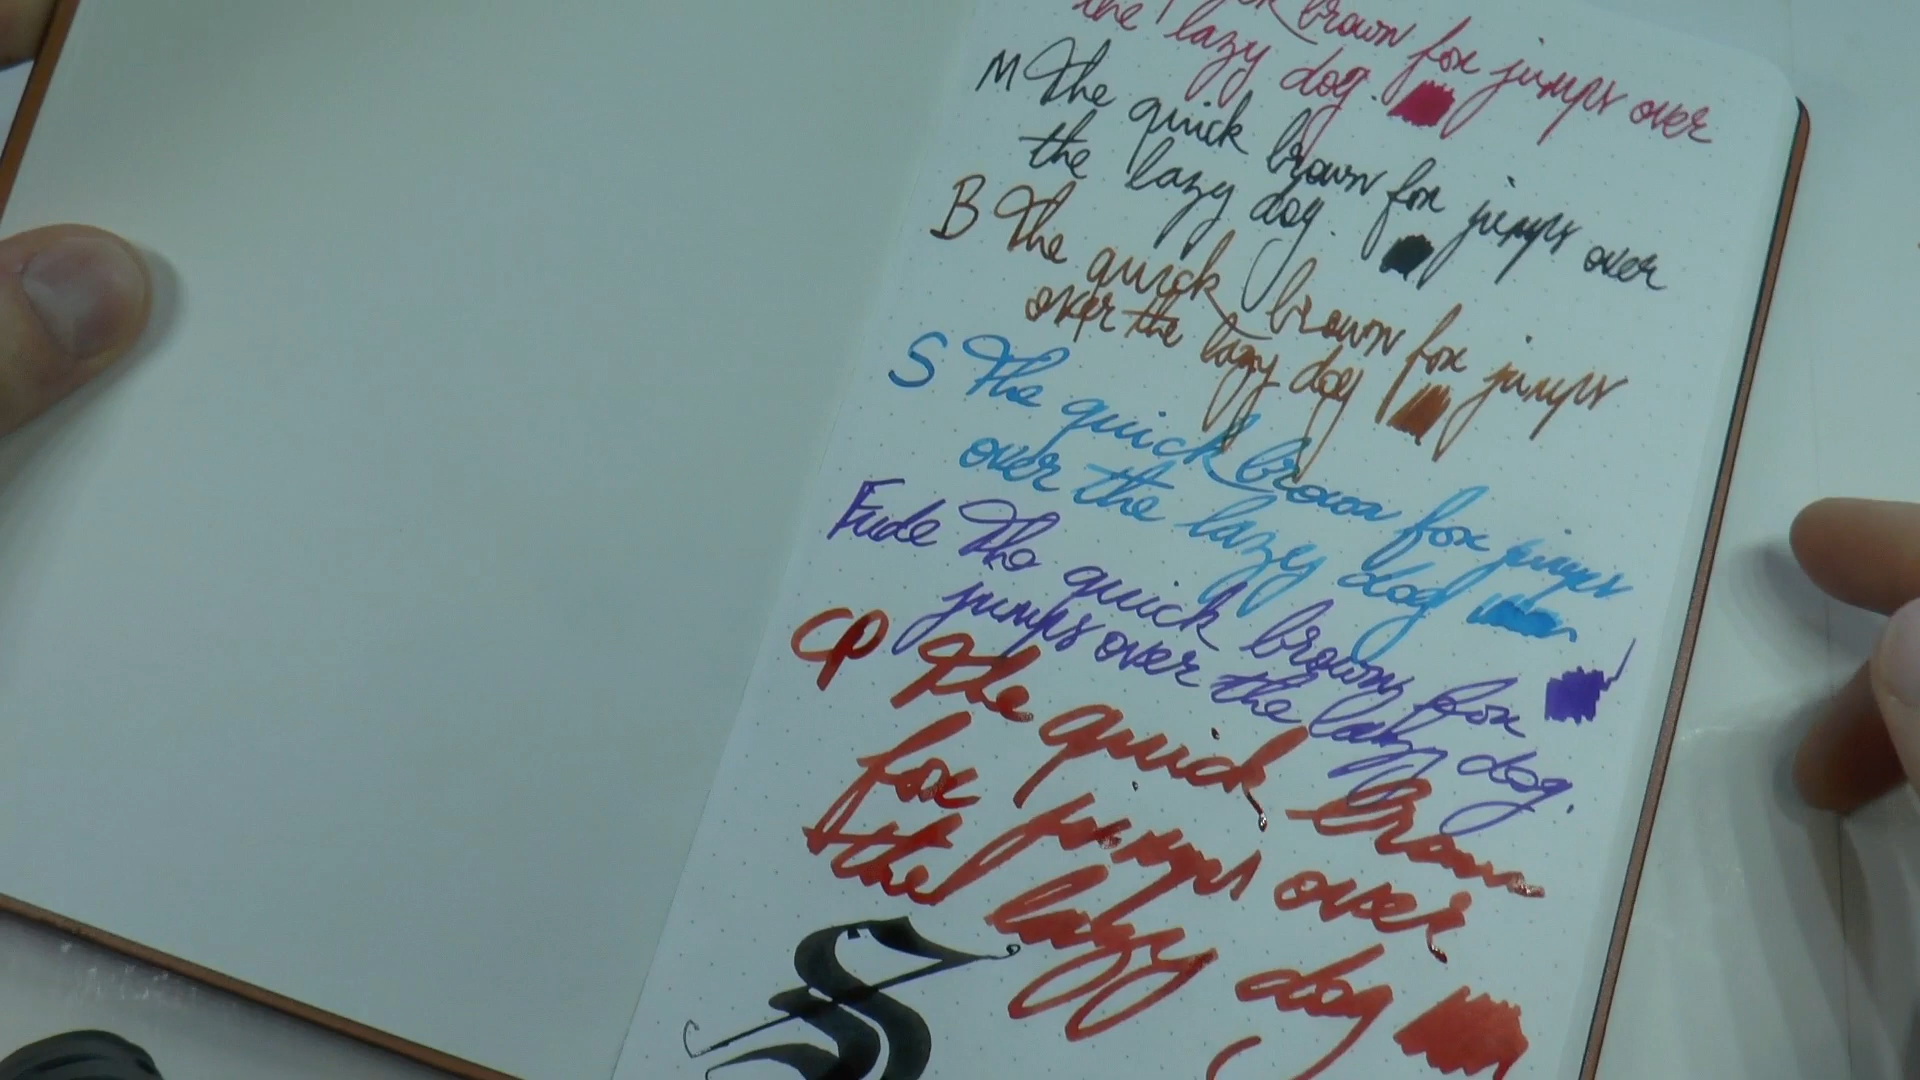 brown fox jumps over
the lazy dog.
M The quick brown fox jumps over
the lazy dog.
B The quick brown fox jumps
over the lazy dog
S The quick brown fox jumps
over the lazy dog
Fude The quick brown fox
jumps over the lazy dog.
CP The quick brown
fox jumps over
the lazy dog